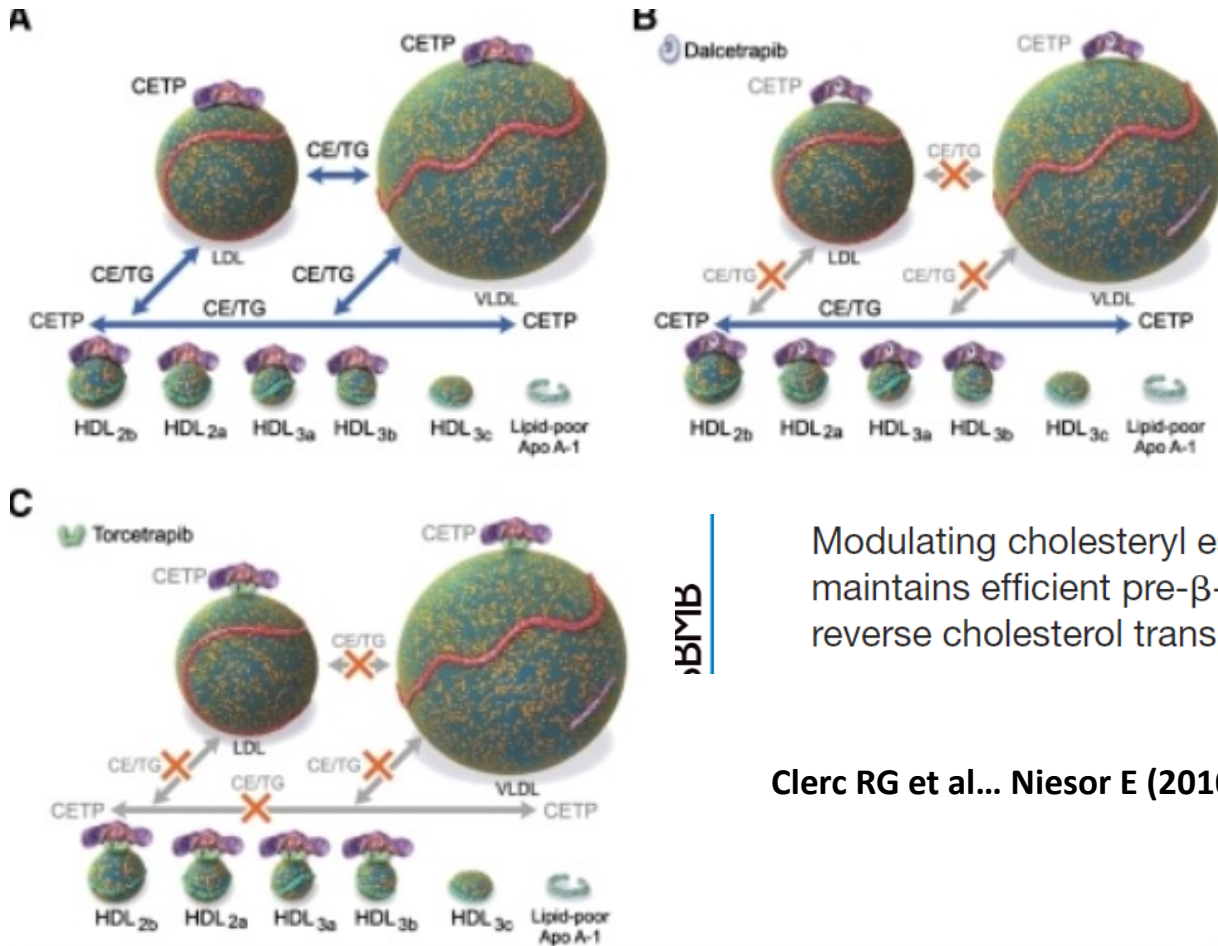 A
CETP
CETP
CE/TG
LDL
CE/TG
CE/TG
VLDL
CE/TG
CETP
CETP
HDL2b
HDL2a
HDL3a
HDL3b
HDL3c
Lipid-poor
Apo A-1
B
Dalcetrapib
CETP
CETP
CE/TG
LDL
CE/TG
CE/TG
VLDL
CE/TG
CETP
CETP
HDL2b
HDL2a
HDL3a
HDL3b
HDL3c
Lipid-poor
Apo A-1
C
Torcetrapib
CETP
CETP
CE/TG
LDL
CE/TG
CE/TG
CE/TG
VLDL
CETP
CETP
HDL2b
HDL2a
HDL3a
HDL3b
HDL3c
Lipid-poor
Apo A-1
BMB
Modulating cholesteryl e
maintains efficient pre-β-
reverse cholesterol trans
Clerc RG et al... Niesor E (201